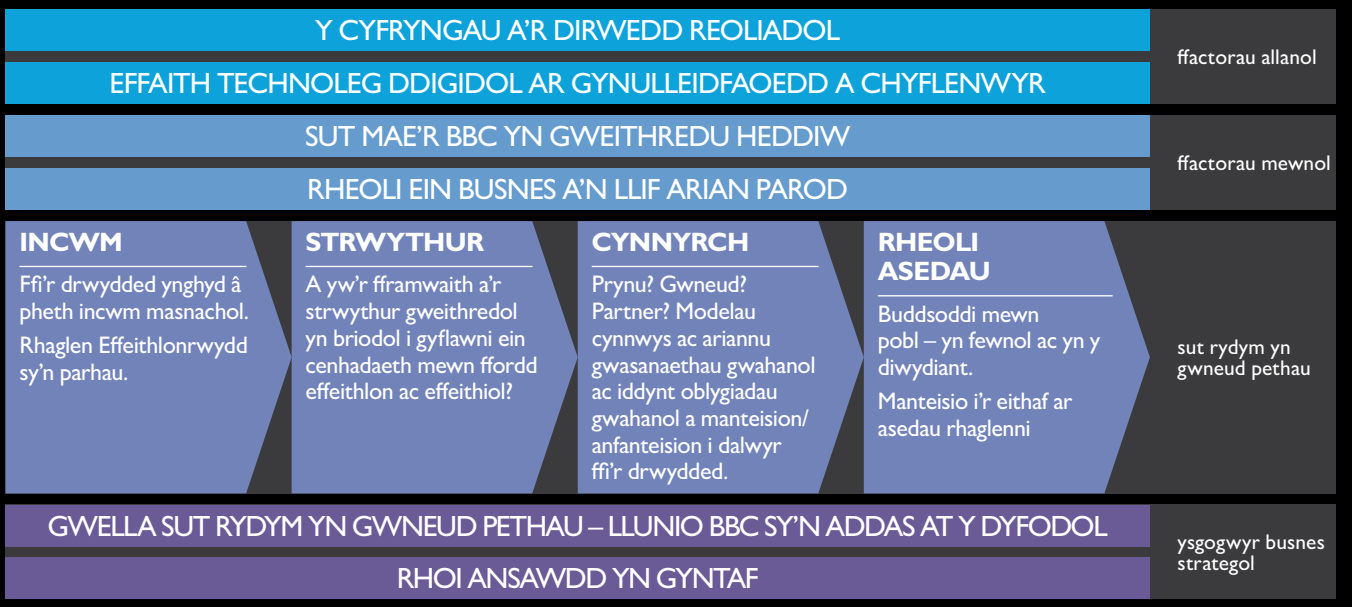 Y CYFRYNGAU A'R DIRWEDD REOLIADOL
EFFAITH TECHNOLEG DDIGIDOL AR GYNULLEIDFAOEDD A CHYFLENWYR
ffactorau allanol
SUT MAE'R BBC YN GWEITHREDU HEDDIW
RHEOLI EIN BUSNES A'N LLIF ARIAN PAROD
ffactorau mewnol
INCWM
Ffi'r drwydded ynghyd â
pheth incwm masnachol.
Rhaglen Effeithlonrwydd
sy'n parhau.
STRWYTHUR
A yw'r fframwaith a'r
strwythur gweithredol
yn briodol i gyflawni ein
cenhadaeth mewn ffordd
effeithlon ac effeithiol?
CYNNYRCH
Prynu? Gwneud?
Partner? Modelau
cynnwys ac ariannu
gwasanaethau gwahanol
ac iddynt oblygiadau
gwahanol a manteision/
anfanteision i dalwyr
ffi'r drwydded.
RHEOLI
ASEDAU
Buddsoddi mewn
pobl – yn fewnol ac yn y
diwydiant.
Manteisio i'r eithaf ar
asedau rhaglenni
sut rydym yn
gwneud pethau
GWELLA SUT RYDYM YN GWNEUD PETHAU – LLUNIO BBC SY'N ADDAS AT Y DYFODOL
RHOI ANSAWDD YN GYNTAF
ysgogwyr busnes
strategol